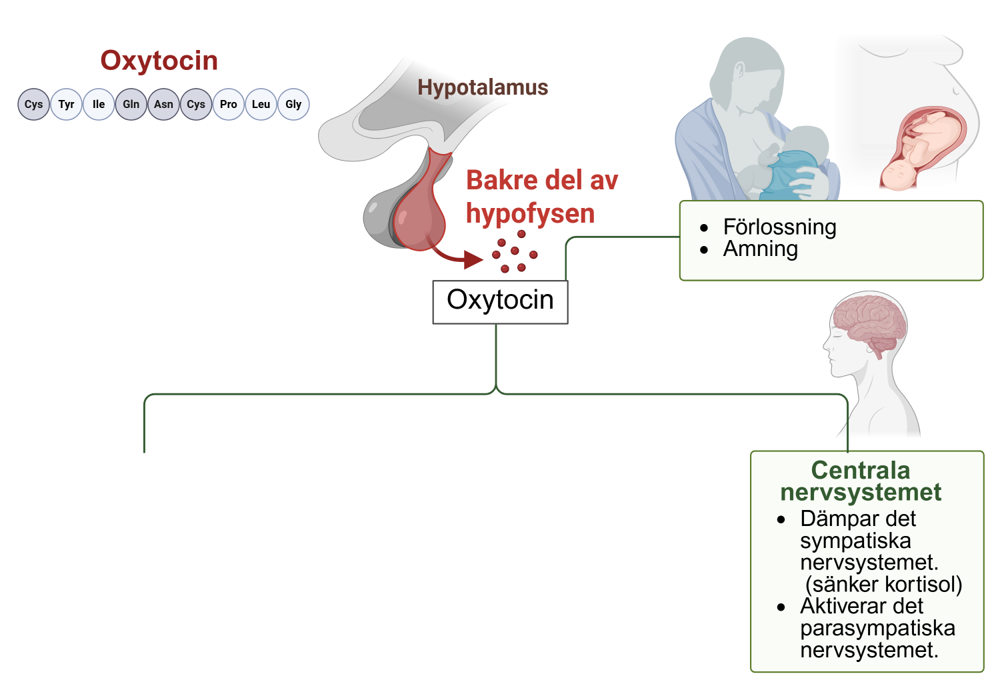 Oxytocin
Cys Tyr Ile Gln Asn Cys Pro Leu Gly
Hypotalamus
Bakre del av
hypofysen
Oxytocin
• Förlossning
• Amning
Centrala
nervsystemet
• Dämpar det
sympatiska
nervsystemet.
(sänker kortisol)
• Aktiverar det
parasympatiska
nervsystemet.